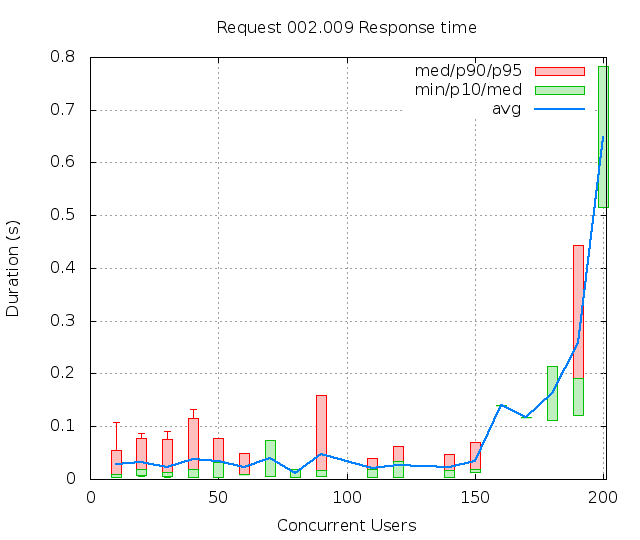 Request 002.009 Response time
med/p90/p95
min/p10/med
avg
Duration (s)
0.8
0.7
0.6
0.5
0.4
0.3
0.2
0.1
0
0 50 100 150 200
Concurrent Users